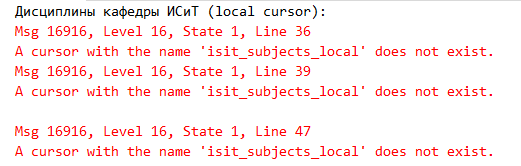 Дисциплины кафедры ИСиТ (local cursor):
Msg 16916, Level 16, State 1, Line 36
A cursor with the name 'isit_subjects_local' does not exist.
Msg 16916, Level 16, State 1, Line 39
A cursor with the name 'isit_subjects_local' does not exist.
Msg 16916, Level 16, State 1, Line 47
A cursor with the name 'isit_subjects_local' does not exist.